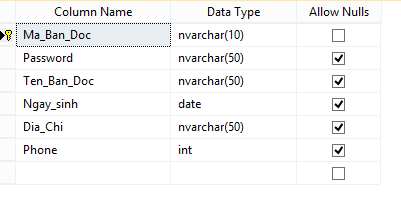 Column Name Data Type Allow Nulls
Ma_Ban_Doc nvarchar(10)
Password nvarchar(50)
Ten_Ban_Doc nvarchar(50)
Ngay_sinh date
Dia_Chi nvarchar(50)
Phone int